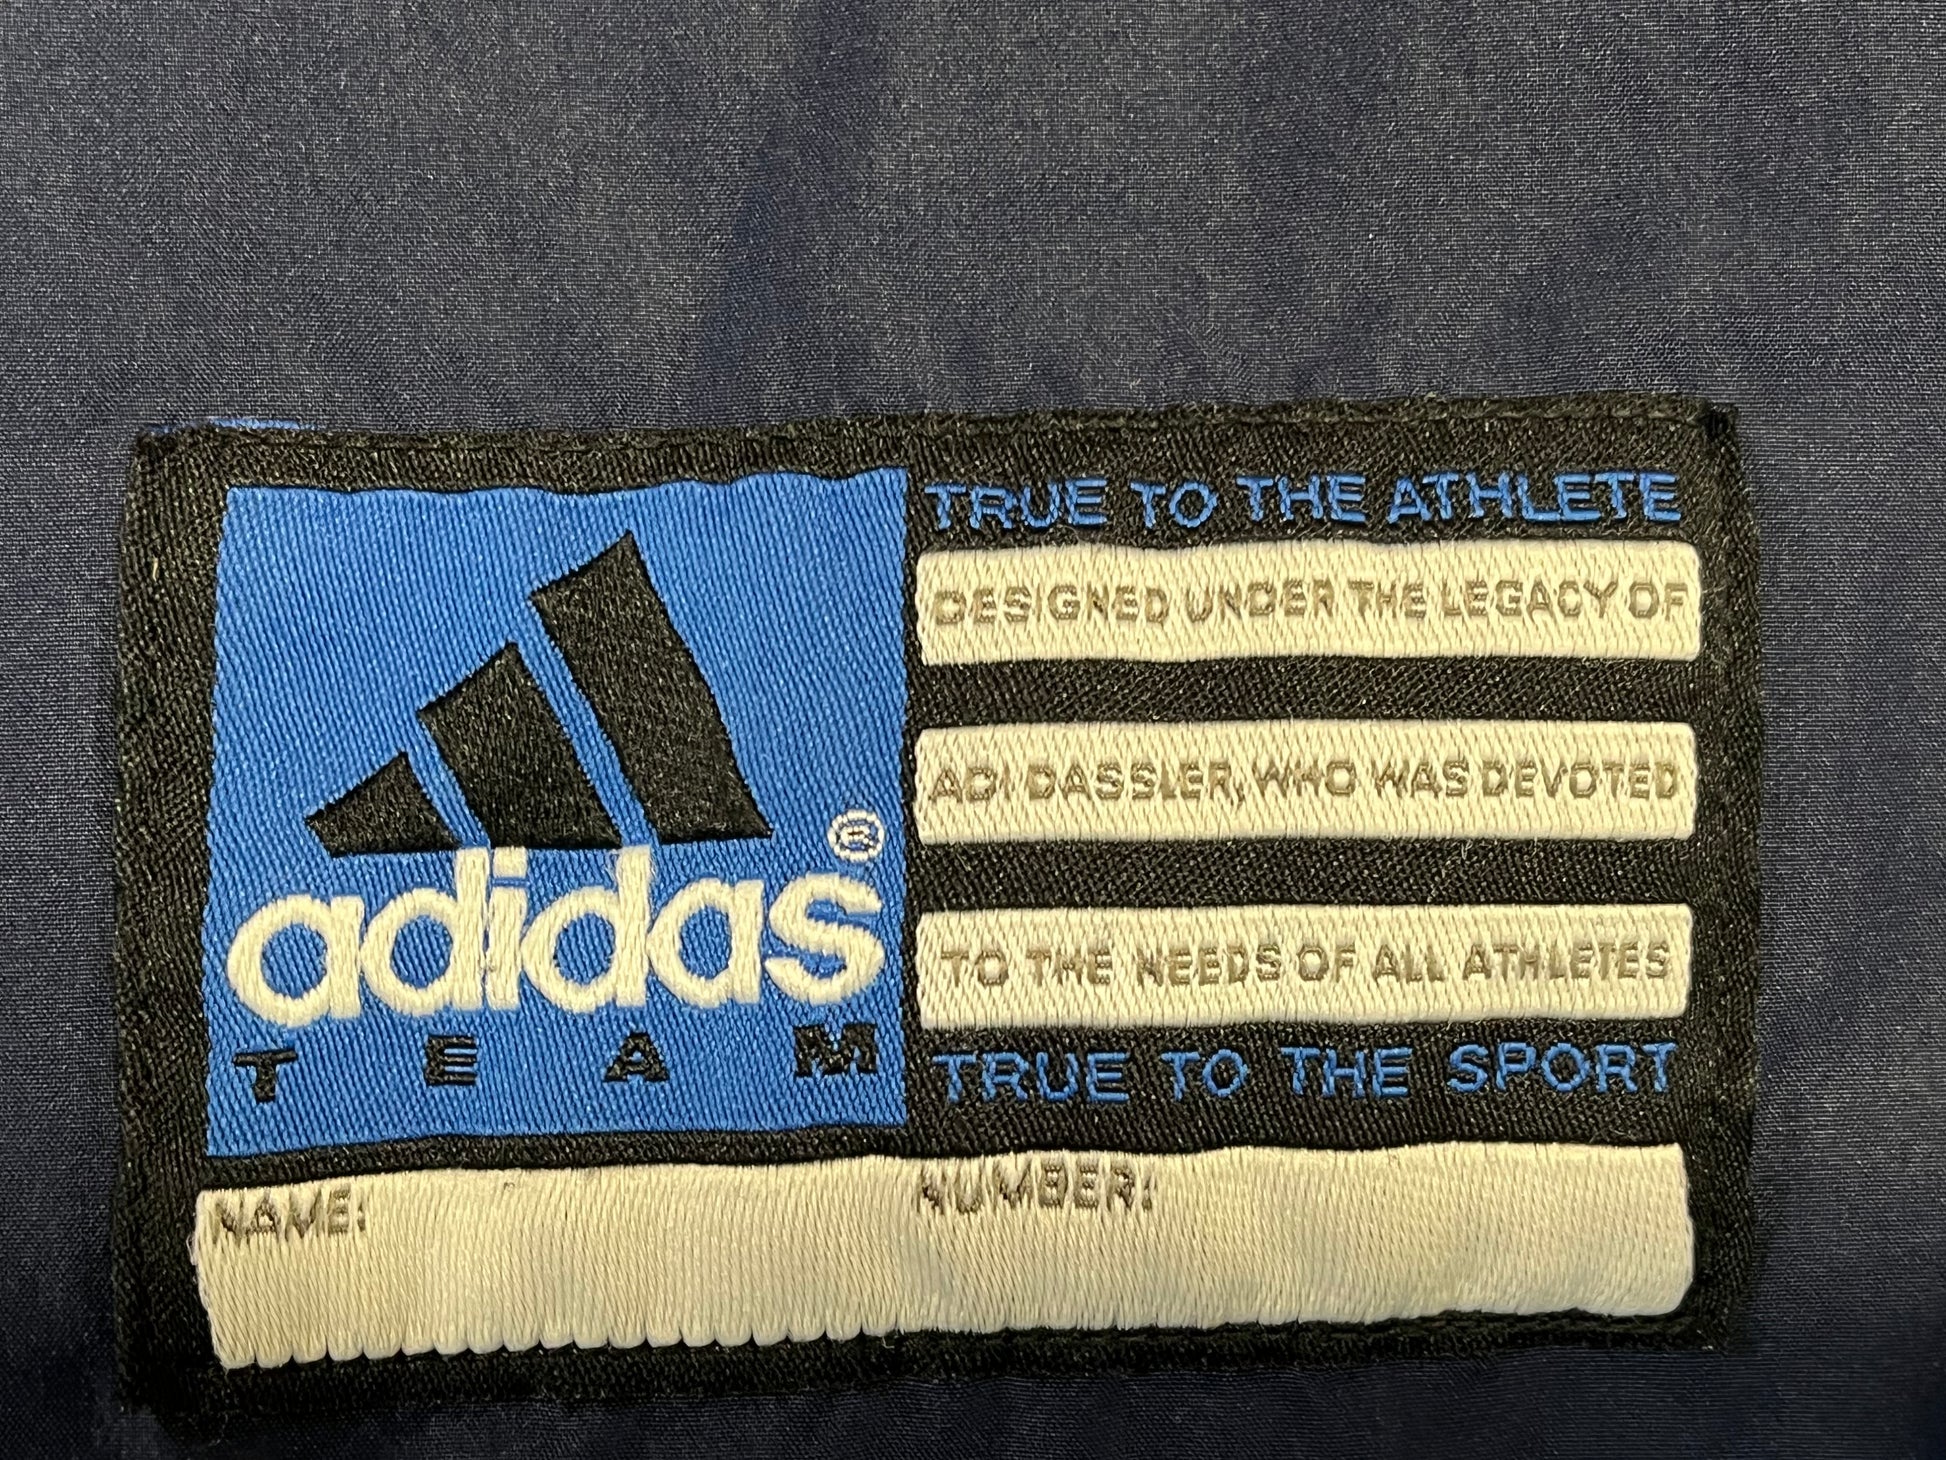 adidas®
TEAM
TRUE TO THE ATHLETE
DESIGNED UNDER THE LEGACY OF
ADI DASSLER, WHO WAS DEVOTED
TO THE NEEDS OF ALL ATHLETES
TRUE TO THE SPORT
NAME: NUMBER: